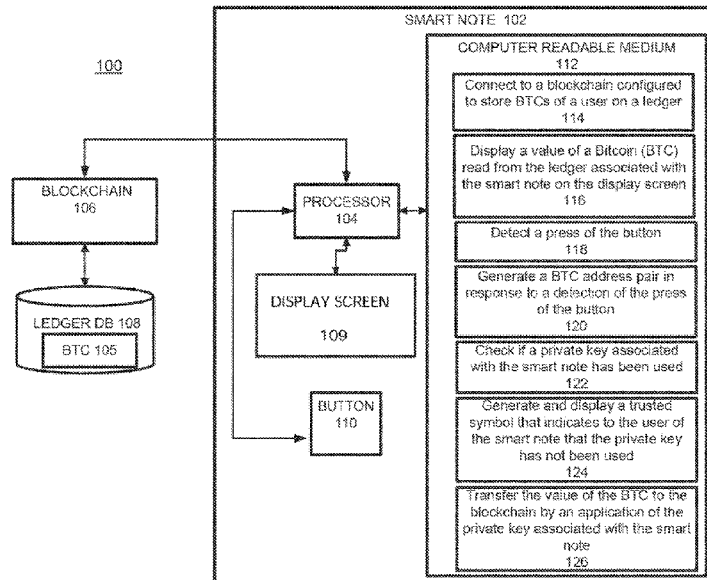 100
BLOCKCHAIN
106
LEDGER DB 108
BTC 105
SMART NOTE 102
PROCESSOR
104
DISPLAY SCREEN
109
BUTTON
110
COMPUTER READABLE MEDIUM
112
Connect to a blockchain configured
to store BTCs of a user on a ledger
114
Display a value of a Bitcoin (BTC)
read from the ledger associated with
the smart note on the display screen
116
Detect a press of the button
118
Generate a BTC address pair in
response to a detection of the press
of the button
120
Check if a private key associated
with the smart note has been used
122
Generate and display a trusted
symbol that indicates to the user of
the smart note that the private key
has not been used
124
Transfer the value of the BTC to the
blockchain by an application of the
private key associated with the smart
note
126